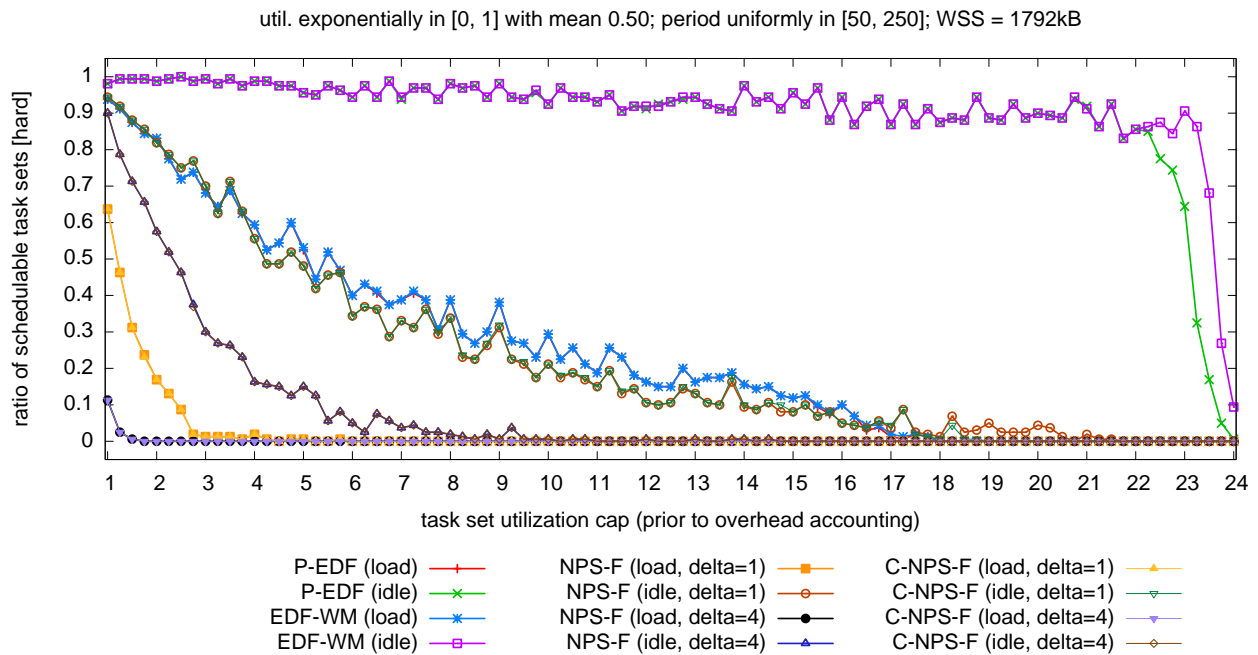 util. exponentially in [0, 1] with mean 0.50; period uniformly in [50, 250]; WSS = 1792kB
ratio of schedulable task sets [hard]
1
0.9
0.8
0.7
0.6
0.5
0.4
0.3
0.2
0.1
0
1 2 3 4 5 6 7 8 9 10 11 12 13 14 15 16 17 18 19 20 21 22 23 24
task set utilization cap (prior to overhead accounting)
P-EDF (load) NPS-F (load, delta=1) C-NPS-F (load, delta=1)
P-EDF (idle) NPS-F (idle, delta=1) C-NPS-F (idle, delta=1)
EDF-WM (load) NPS-F (load, delta=4) C-NPS-F (load, delta=4)
EDF-WM (idle) NPS-F (idle, delta=4) C-NPS-F (idle, delta=4)